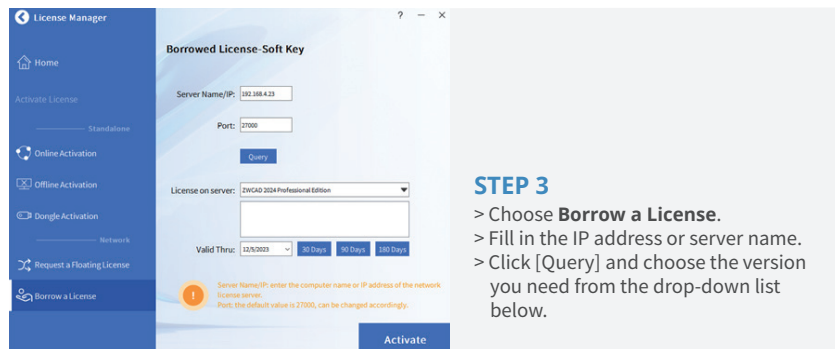 License Manager
? – ×
Home
Activate License
Standalone
Online Activation
Offline Activation
Dongle Activation
Network
Request a Floating License
Borrow a License
Borrowed License-Soft Key
Server Name/IP: 192.168.4.23
Port: 27000
Query
License on server: ZWCAD 2024 Professional Edition
Valid Thru: 12/5/2023 30 Days 90 Days 180 Days
! Server Name/IP: enter the computer name or IP address of the network
license server.
Port: the default value is 27000, can be changed accordingly.
Activate
STEP 3
> Choose Borrow a License.
> Fill in the IP address or server name.
> Click [Query] and choose the version
you need from the drop-down list
below.